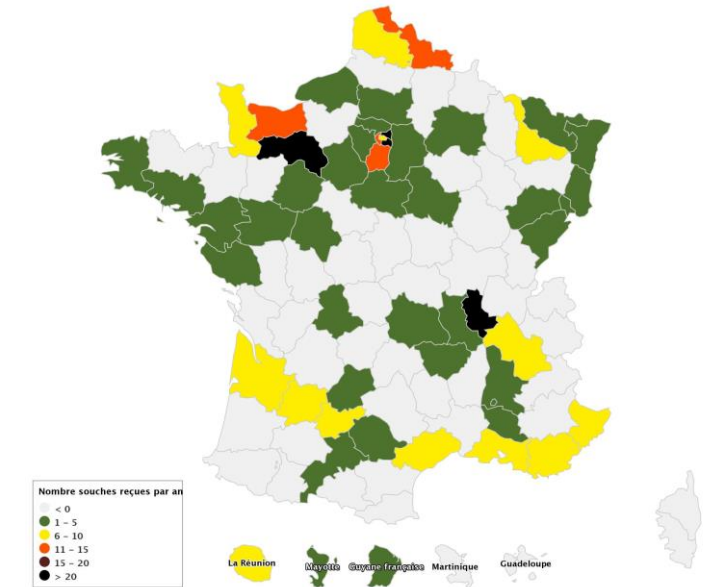 Nombre souches reçues par an
< 0
1 – 5
6 – 10
11 – 15
15 – 20
> 20
La Réunion
Mayotte
Guyane française
Martinique
Guadeloupe